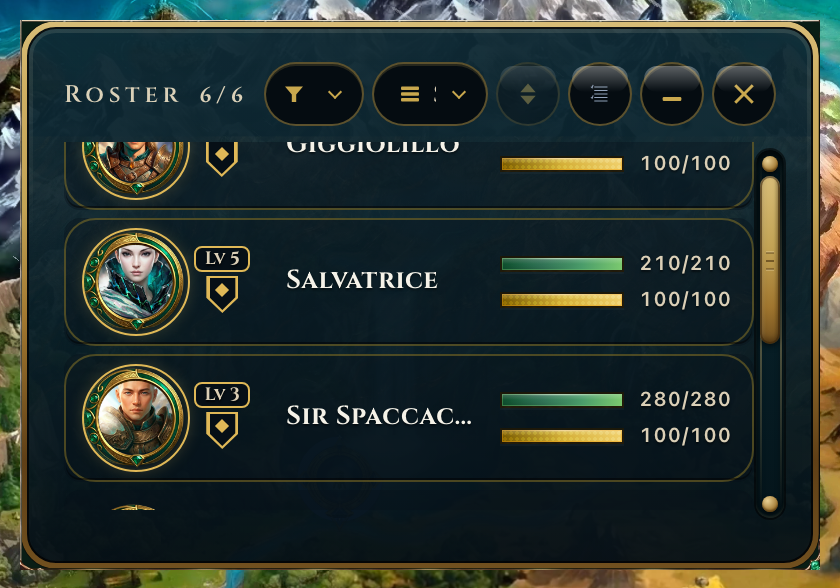 Roster 6/6
Giggiolillo
100/100
Lv 5
Salvatrice
210/210
100/100
Lv 3
Sir Spaccac...
280/280
100/100